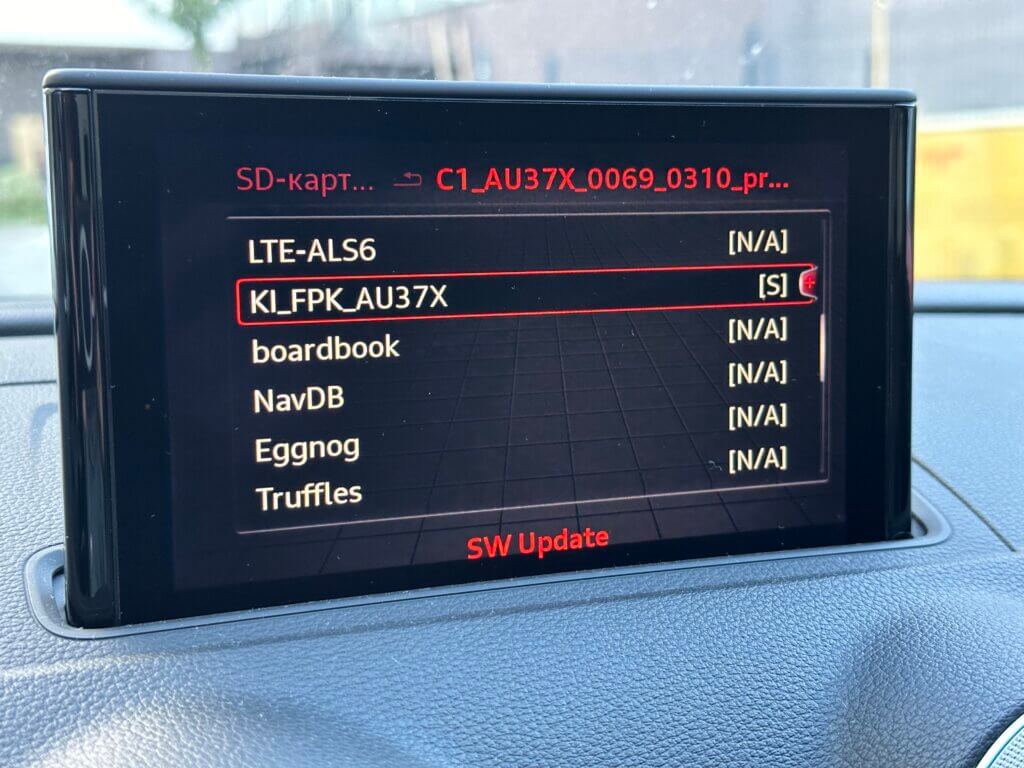 SD-карт... C1_AU37X_0069_0310_pr...
LTE-ALS6 [N/A]
KI_FPK_AU37X [S]
boardbook [N/A]
NavDB [N/A]
Eggnog [N/A]
Truffles [N/A]
SW Update